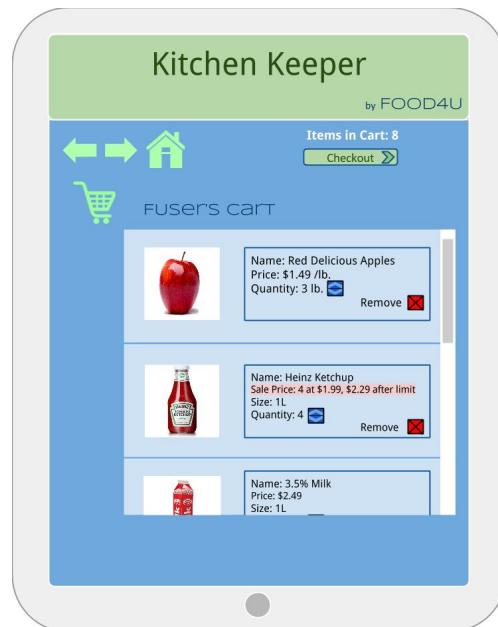 Kitchen Keeper
by FOOD4U
Items in Cart: 8
Checkout
Fuser's Cart
Name: Red Delicious Apples
Price: $1.49 /lb.
Quantity: 3 lb.
Remove
Name: Heinz Ketchup
Sale Price: 4 at $1.99, $2.29 after limit
Size: 1L
Quantity: 4
Remove
HEINZ
KETCHUP
Name: 3.5% Milk
Price: $2.49
Size: 1L